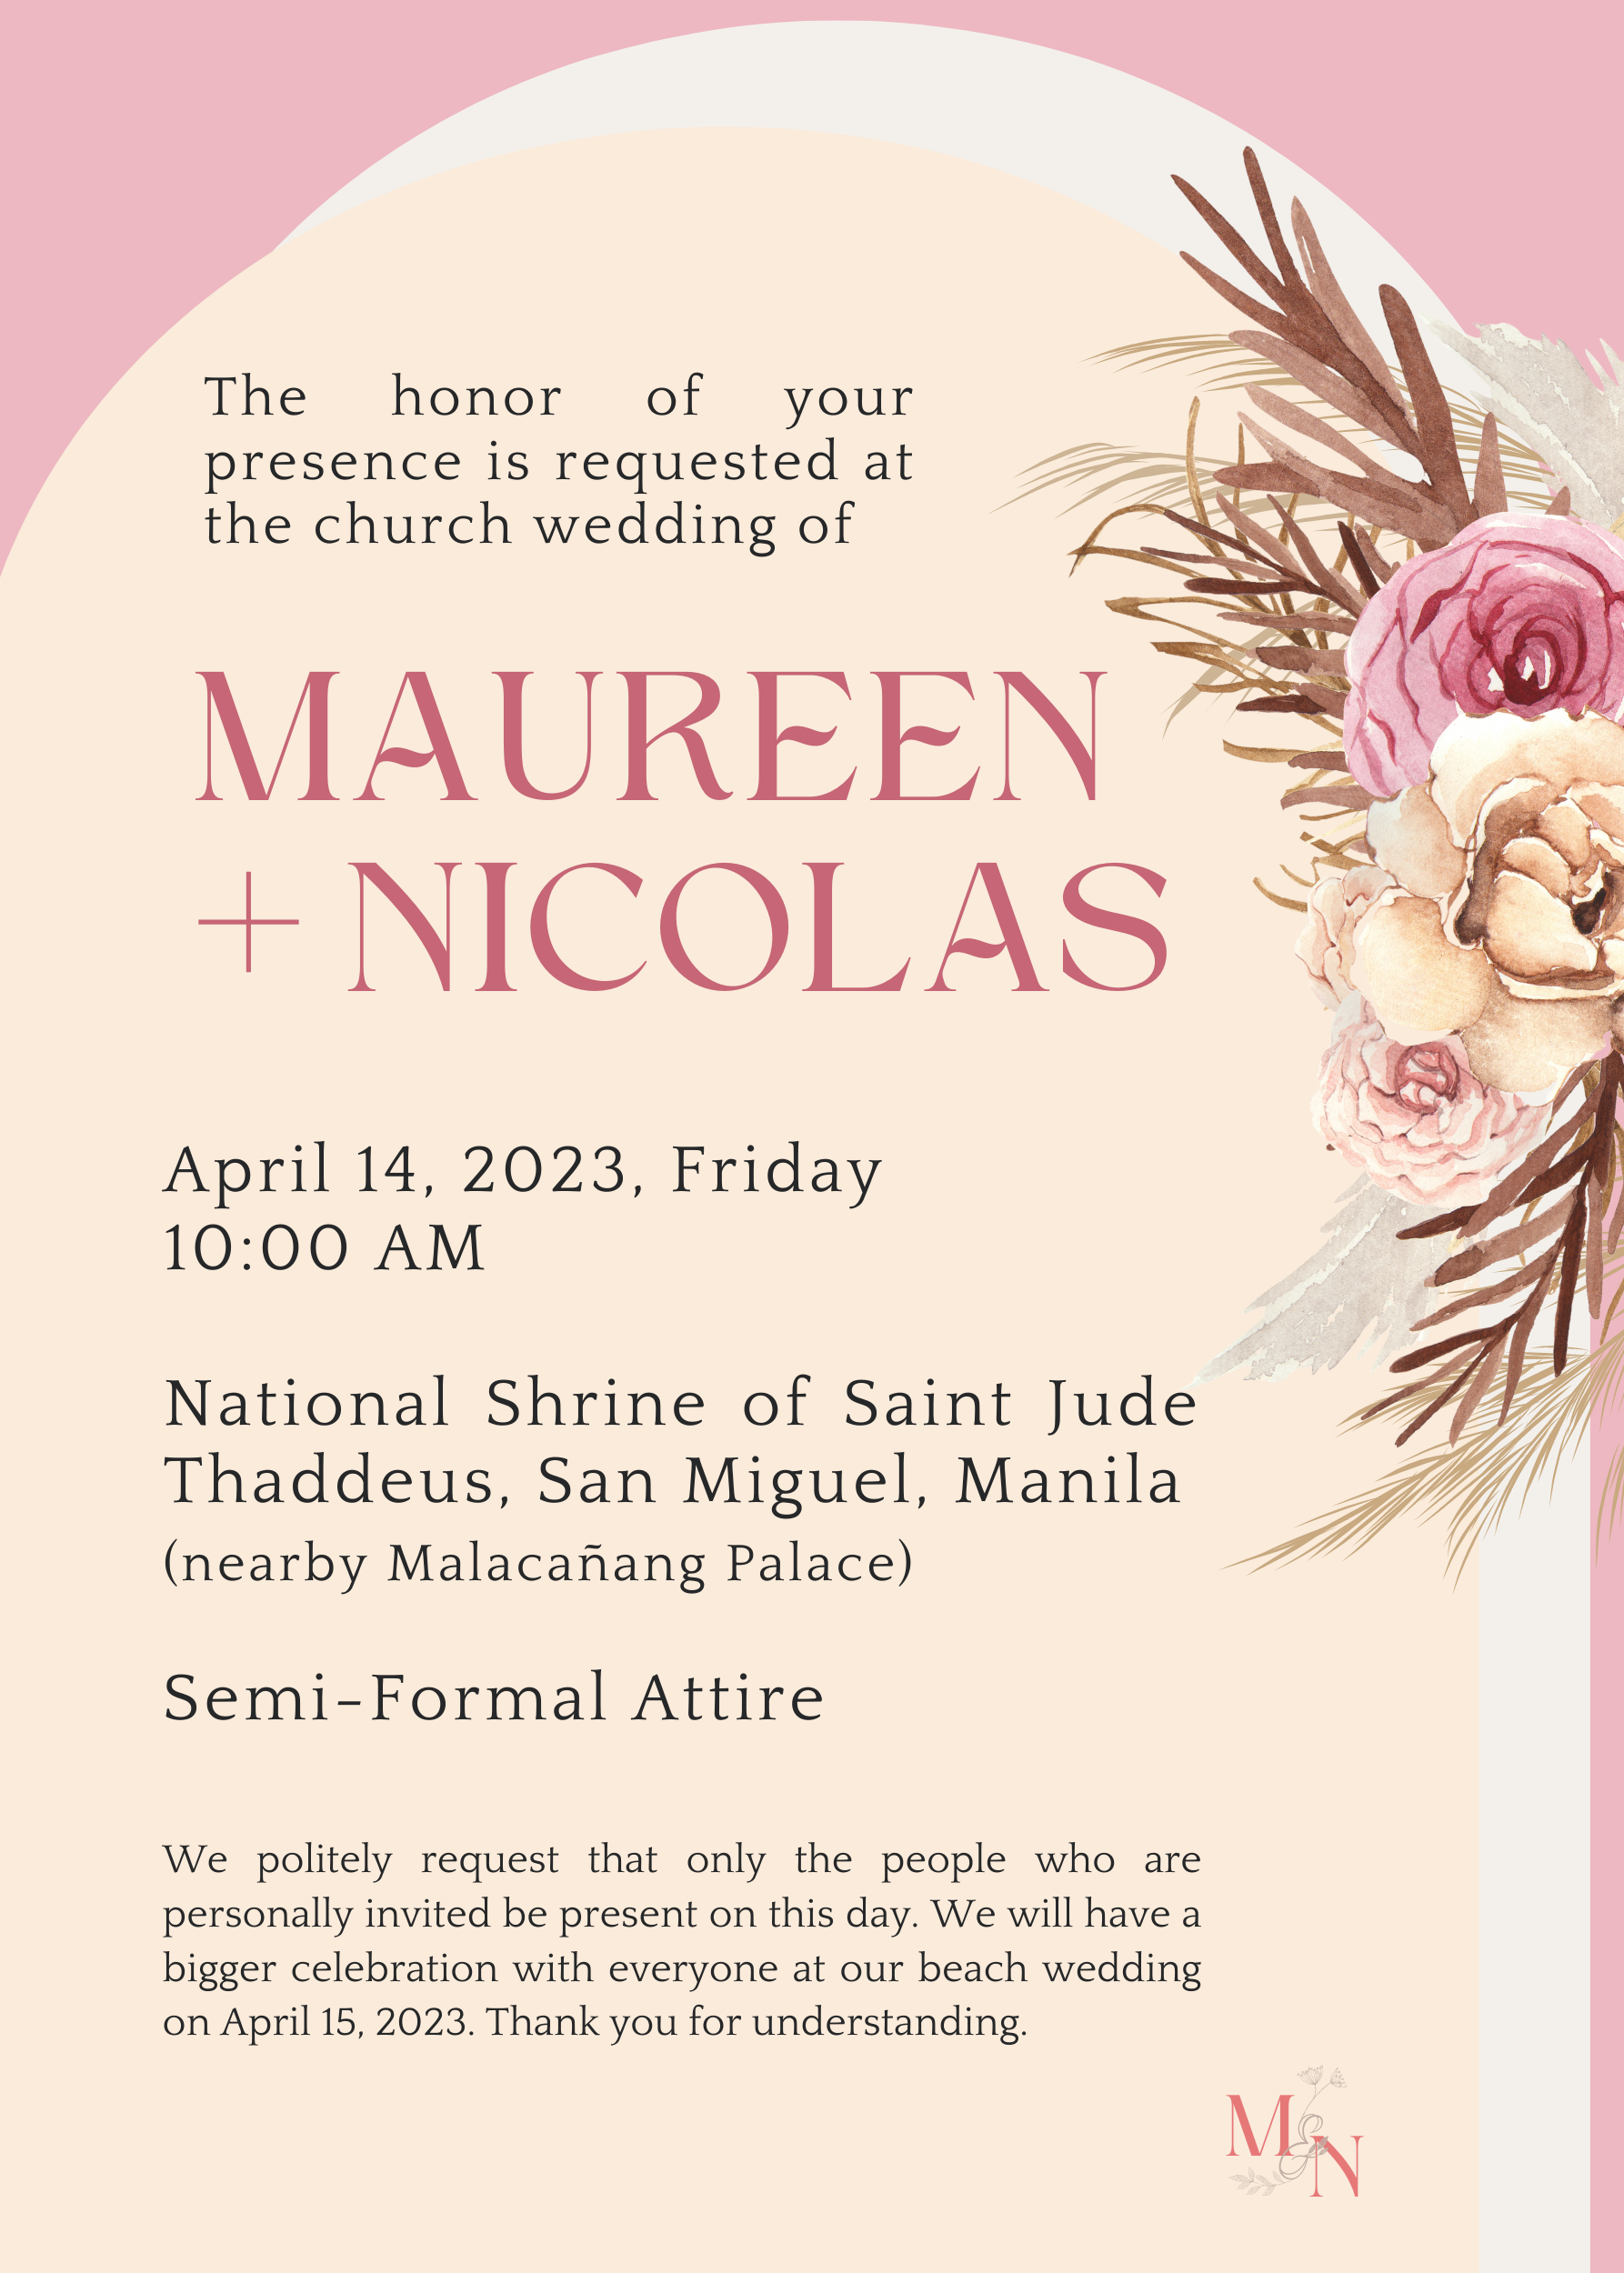 The honor of your
presence is requested at
the church wedding of
MAUREEN
+ NICOLAS
April 14, 2023, Friday
10:00 AM
National Shrine of Saint Jude
Thaddeus, San Miguel, Manila
(nearby Malacañang Palace)
Semi-Formal Attire
We politely request that only the people who are
personally invited be present on this day. We will have a
bigger celebration with everyone at our beach wedding
on April 15, 2023. Thank you for understanding.
M&N